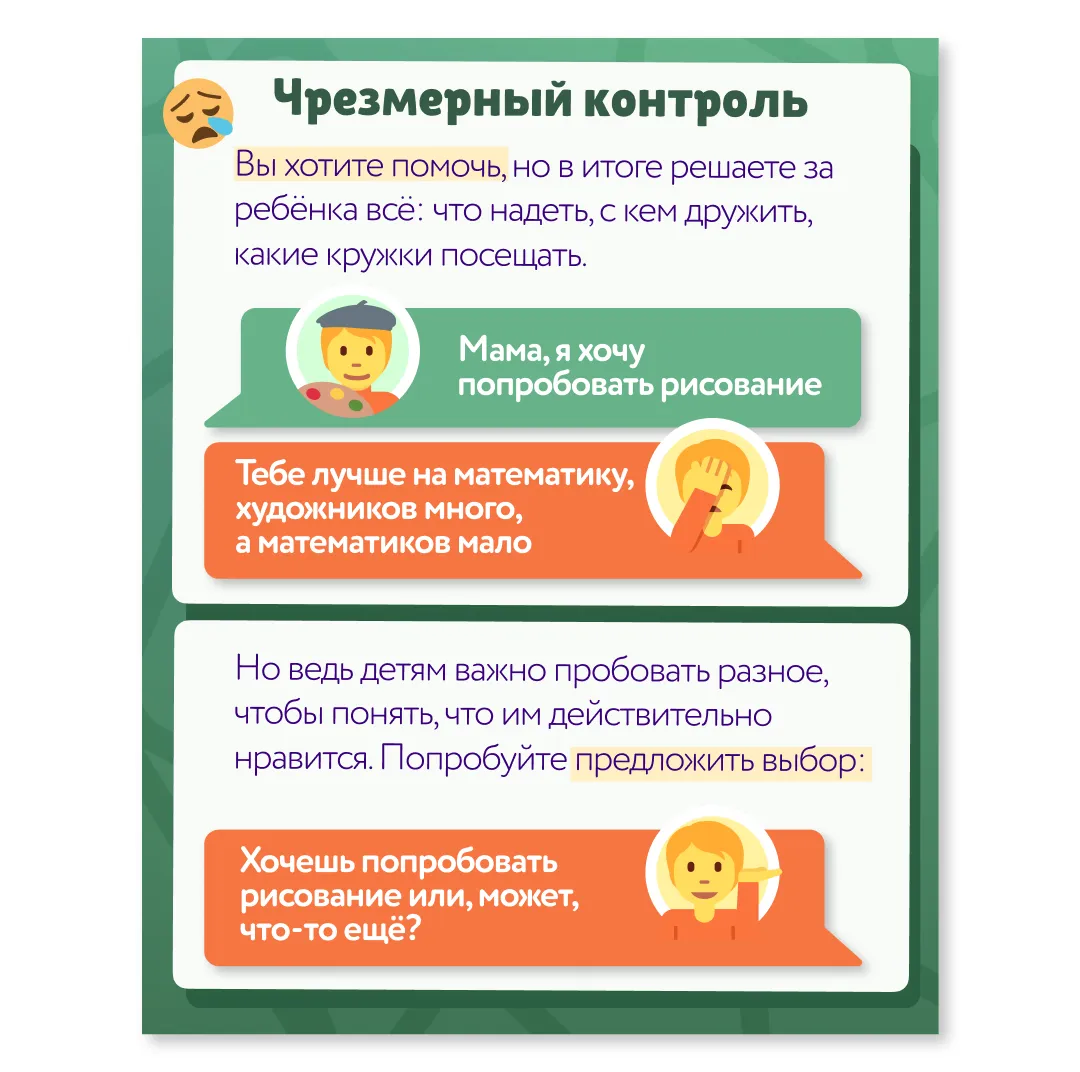 Чрезмерный контроль
Вы хотите помочь, но в итоге решаете за
ребёнка всё: что надеть, с кем дружить,
какие кружки посещать.
Мама, я хочу
попробовать рисование
Тебе лучше на математику,
художников много,
а математиков мало
Но ведь детям важно пробовать разное,
чтобы понять, что им действительно
нравится. Попробуйте предложить выбор:
Хочешь попробовать
рисование или, может,
что-то ещё?